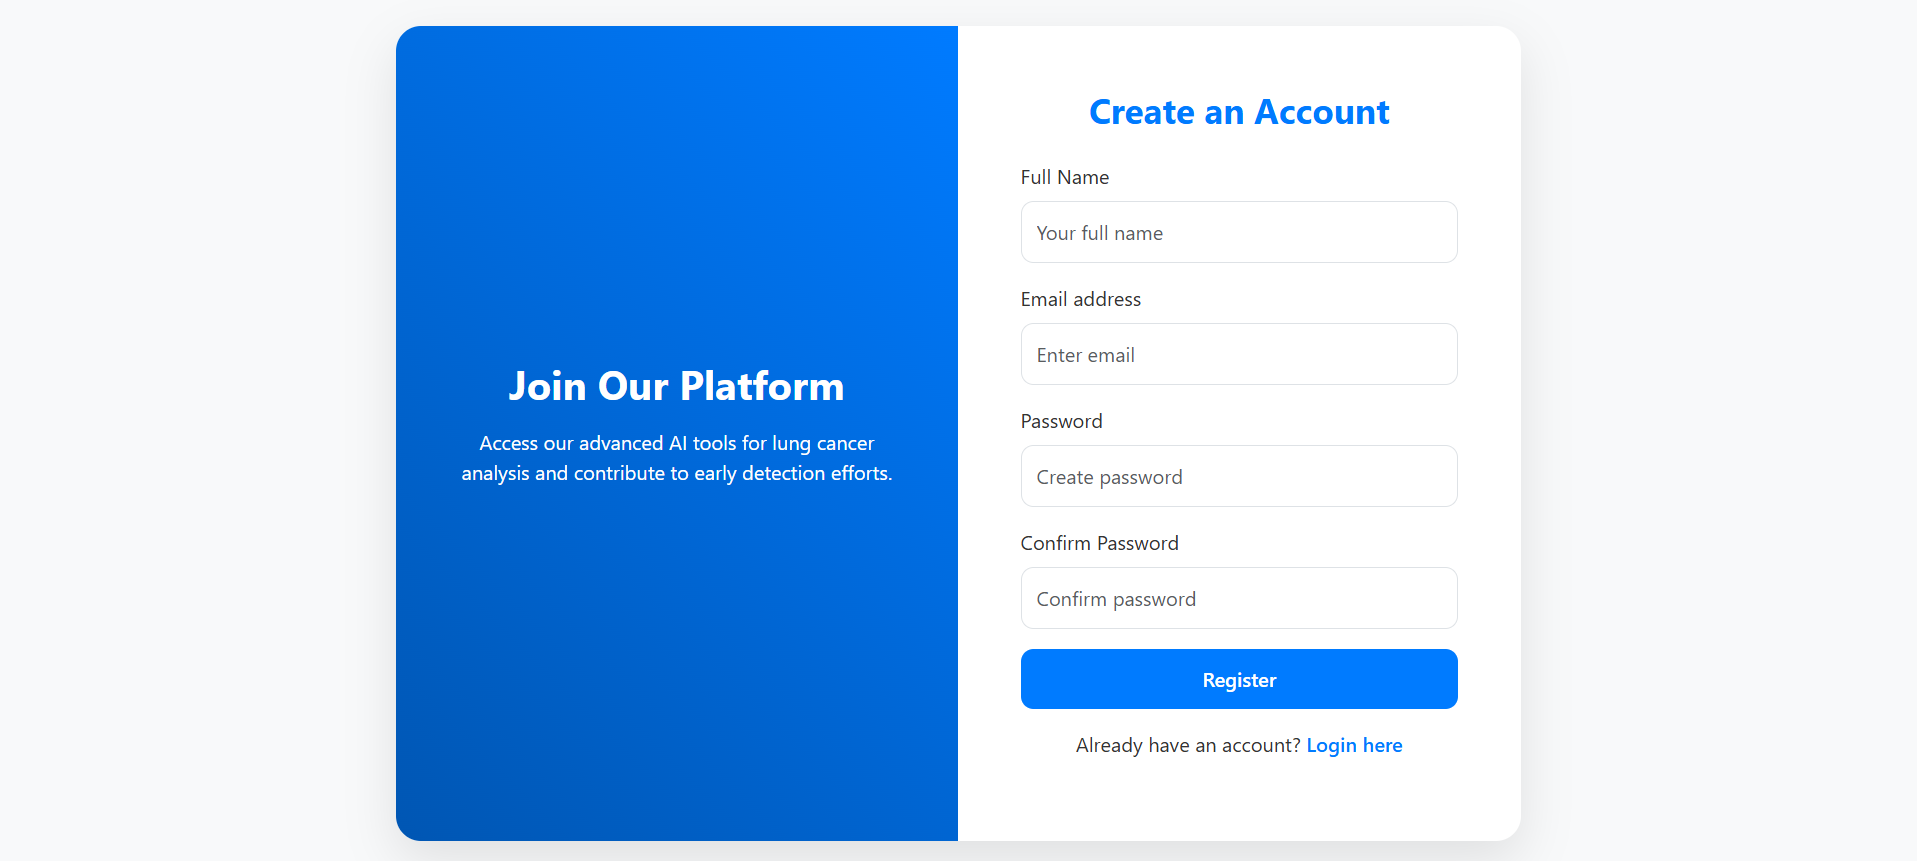 Join Our Platform
Access our advanced AI tools for lung cancer
analysis and contribute to early detection efforts.
Create an Account
Full Name
Your full name
Email address
Enter email
Password
Create password
Confirm Password
Confirm password
Register
Already have an account? Login here